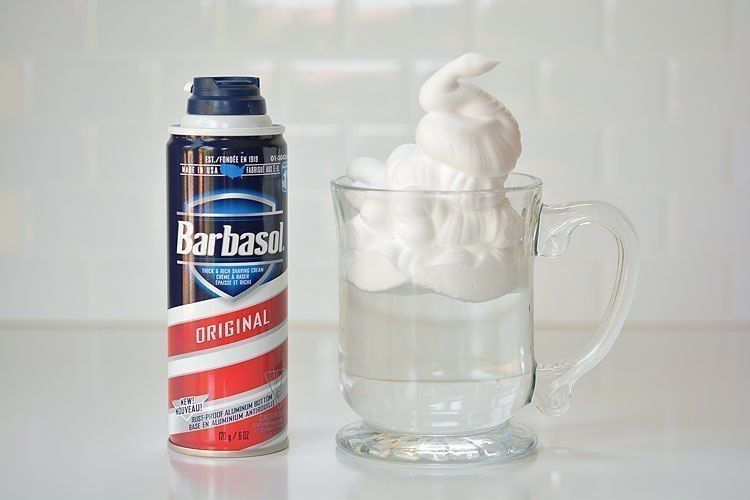 EST./FONDÉE EN 1919
MADE IN USA FABRIQUÉ AUX É.-U.
Barbasol
THICK & RICH SHAVING CREAM
CRÈME À RASER
ÉPAISSE ET RICHE
ORIGINAL
NEW!
NOUVEAU!
RUST-PROOF ALUMINUM BOTTOM
BASE EN ALUMINIUM ANTIROUILLE
170 g / 6 OZ